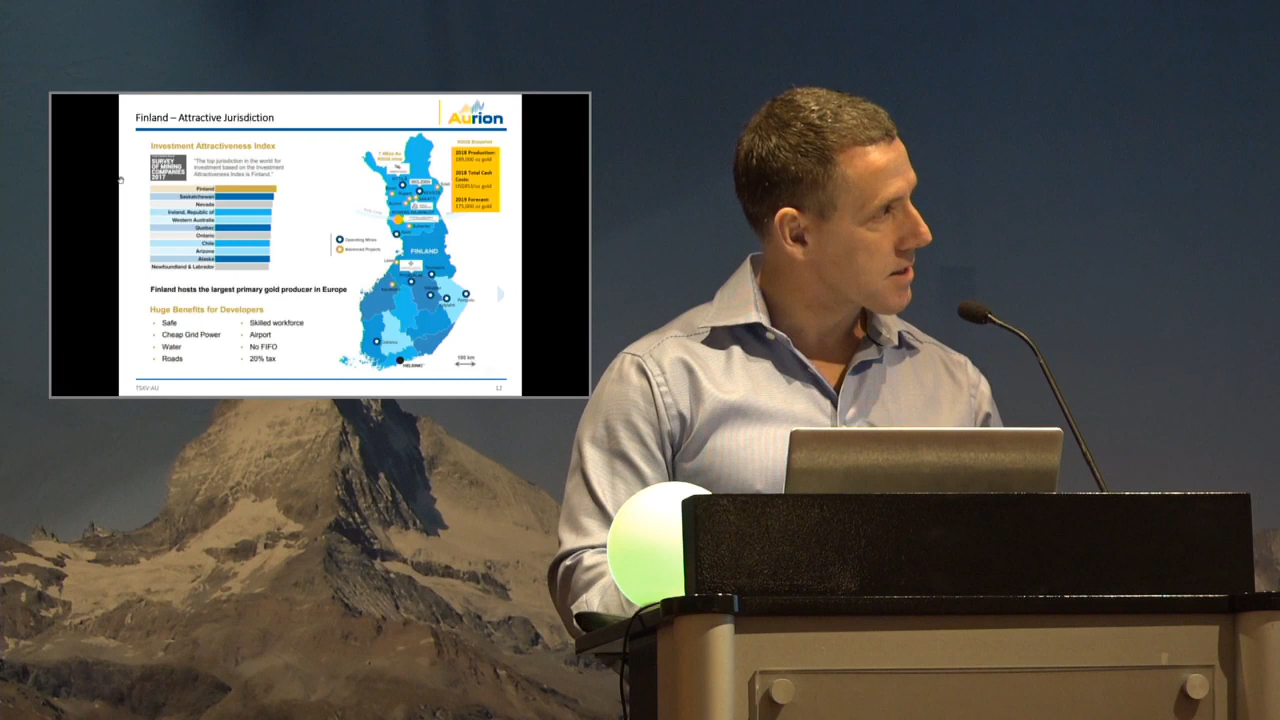 Finland – Attractive Jurisdiction
Aurion
Investment Attractiveness Index
SURVEY
OF MINING
COMPANIES
2017
"The top jurisdiction in the world for
investment based on the Investment
Attractiveness Index is Finland."
Finland
Saskatchewan
Nevada
Ireland, Republic of
Western Australia
Quebec
Ontario
Chile
Arizona
Alaska
Newfoundland & Labrador
Operating Mines
Advanced Projects
FINLAND
HELSINKI
100 km
2018 Production:
2018 Total Cash
Costs:
2019 Forecast:
Finland hosts the largest primary gold producer in Europe
Huge Benefits for Developers
• Safe
• Cheap Grid Power
• Water
• Roads
• Skilled workforce
• Airport
• No FIFO
• 20% tax
TSXV:AU
12